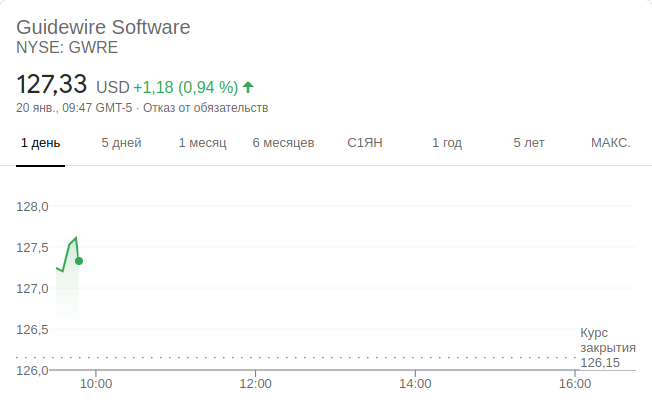 Guidewire Software
NYSE: GWRE
127,33 USD +1,18 (0,94 %)
20 янв., 09:47 GMT-5 · Отказ от обязательств
1 день 5 дней 1 месяц 6 месяцев С1ЯН 1 год 5 лет МАКС.
128,0
127,5
127,0
126,5
126,0
Курс
закрытия
126,15
10:00 12:00 14:00 16:00